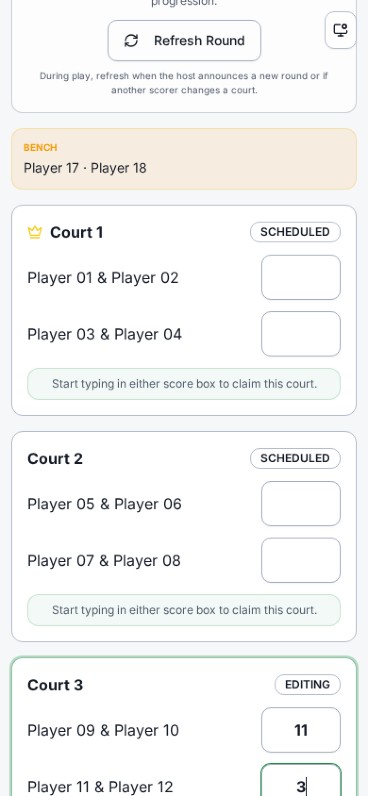 progression.
Refresh Round
During play, refresh when the host announces a new round or if
another scorer changes a court.
BENCH
Player 17 · Player 18
Court 1
SCHEDULED
Player 01 & Player 02
Player 03 & Player 04
Start typing in either score box to claim this court.
Court 2
SCHEDULED
Player 05 & Player 06
Player 07 & Player 08
Start typing in either score box to claim this court.
Court 3
EDITING
Player 09 & Player 10
11
Player 11 & Player 12
3